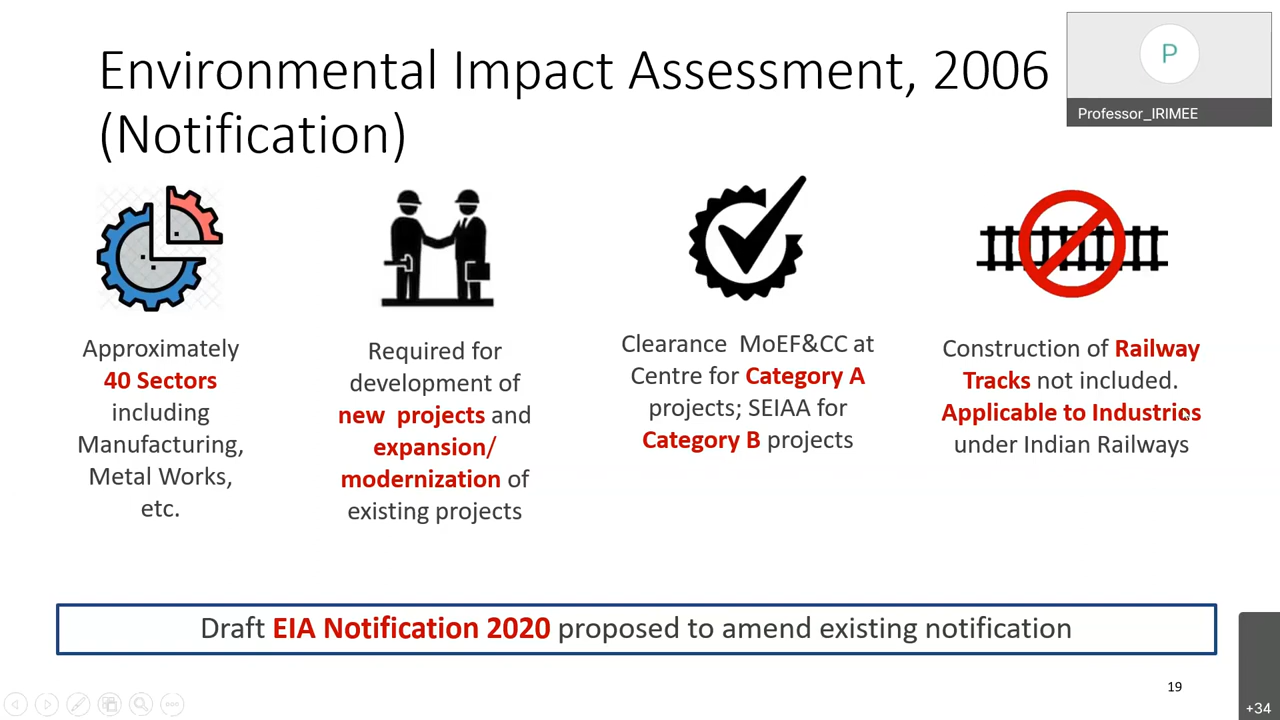 Environmental Impact Assessment, 2006
(Notification)
P
Professor_IRIMEE
Approximately
40 Sectors
including
Manufacturing,
Metal Works,
etc.
Required for
development of
new projects and
expansion/
modernization of
existing projects
Clearance MoEF&CC at
Centre for Category A
projects; SEIAA for
Category B projects
Construction of Railway
Tracks not included.
Applicable to Industries
under Indian Railways
Draft EIA Notification 2020 proposed to amend existing notification
19
+34